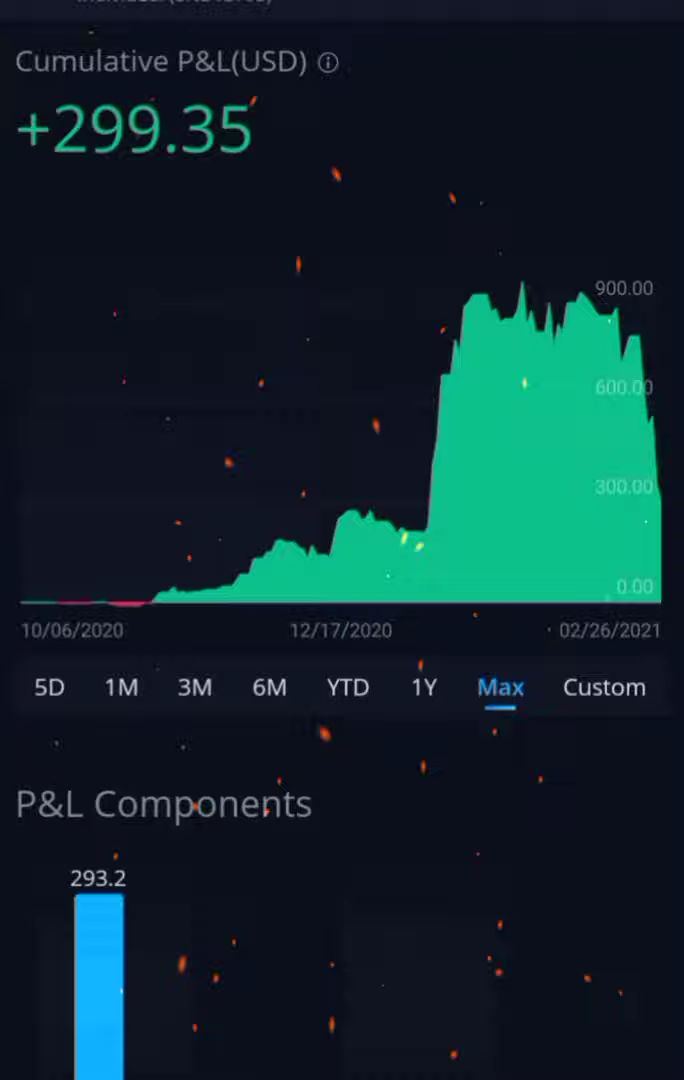 Cumulative P&L(USD)
+299.35
900.00
600.00
300.00
0.00
10/06/2020 12/17/2020 02/26/2021
5D 1M 3M 6M YTD 1Y Max Custom
P&L Components
293.2